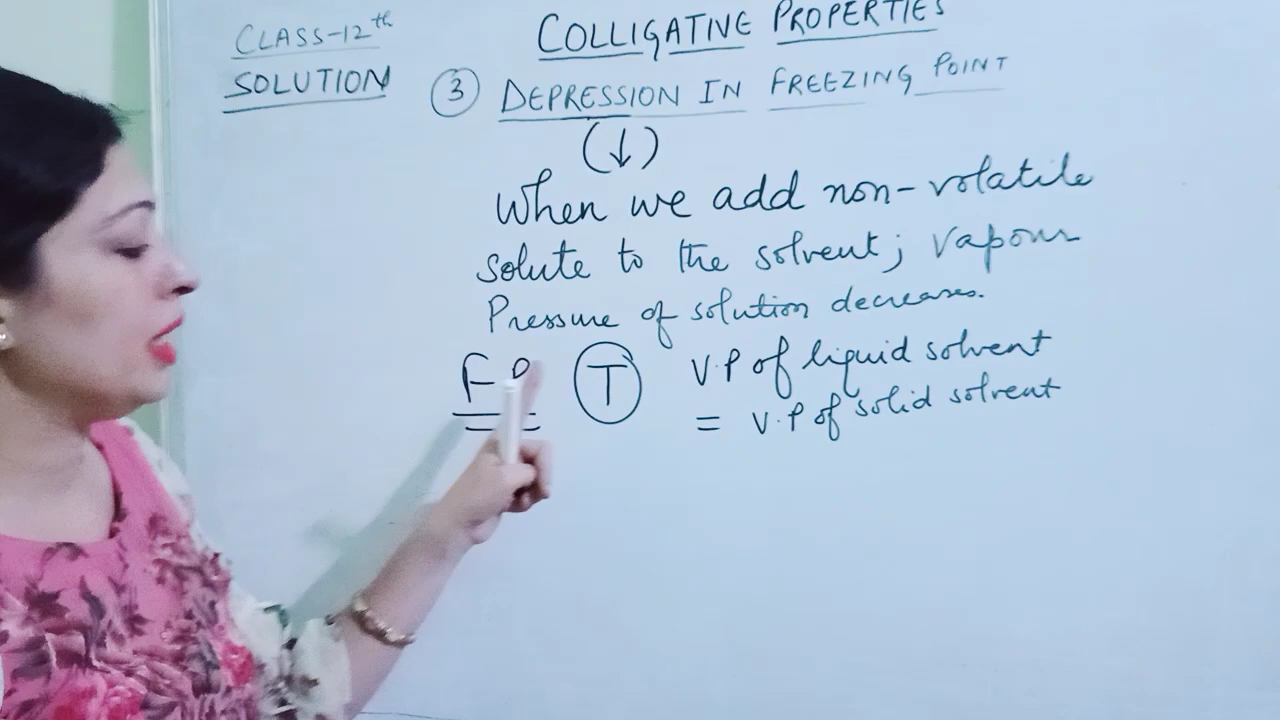 CLASS-12th
SOLUTION
COLLIGATIVE PROPERTIES
3 DEPRESSION IN FREEZING POINT
(↓)
When we add non-volatile
solute to the solvent; vapour
Pressure of solution decreases.
F.P T V.P of liquid solvent
= V.P of solid solvent